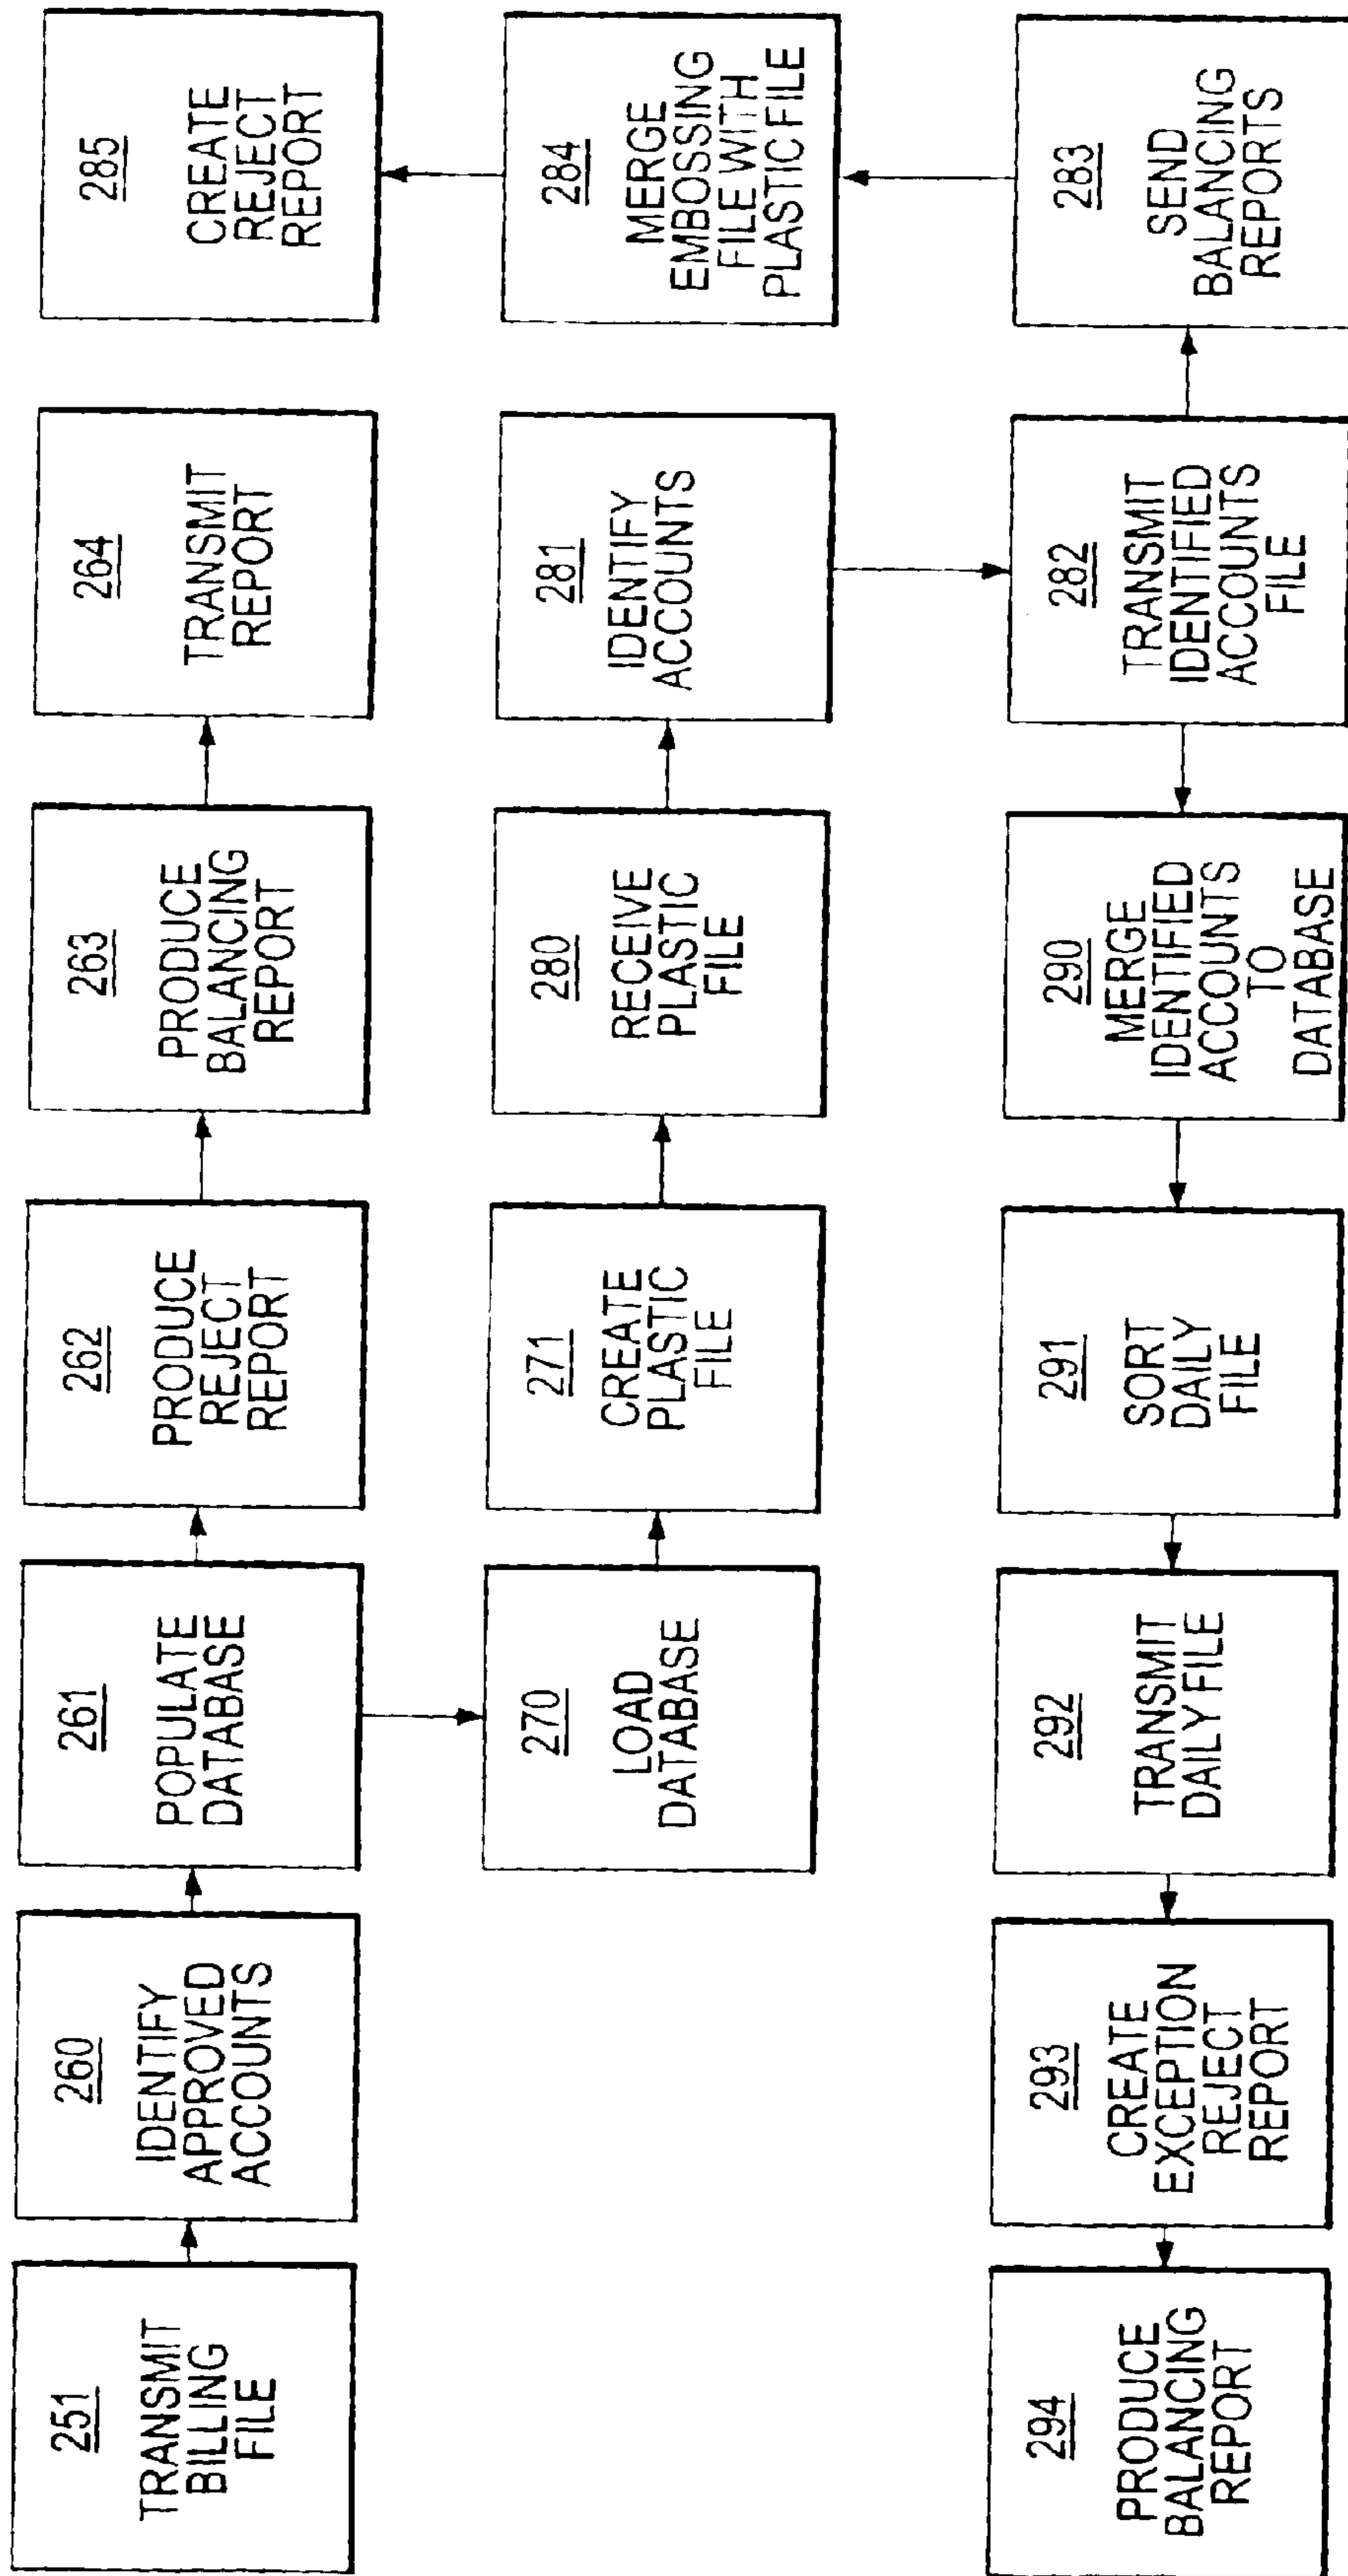 251
TRANSMIT
BILLING
FILE
260
IDENTIFY
APPROVED
ACCOUNTS
261
POPULATE
DATABASE
262
PRODUCE
REJECT
REPORT
263
PRODUCE
BALANCING
REPORT
264
TRANSMIT
REPORT
270
LOAD
DATABASE
271
CREATE
PLASTIC
FILE
280
RECEIVE
PLASTIC
FILE
281
IDENTIFY
ACCOUNTS
282
TRANSMIT
IDENTIFIED
ACCOUNTS
FILE
283
SEND
BALANCING
REPORTS
284
MERGE
EMBOSSING
FILE WITH
PLASTIC FILE
285
CREATE
REJECT
REPORT
290
MERGE
IDENTIFIED
ACCOUNTS
TO
DATABASE
291
SORT
DAILY
FILE
292
TRANSMIT
DAILY FILE
293
CREATE
EXCEPTION
REJECT
REPORT
294
PRODUCE
BALANCING
REPORT